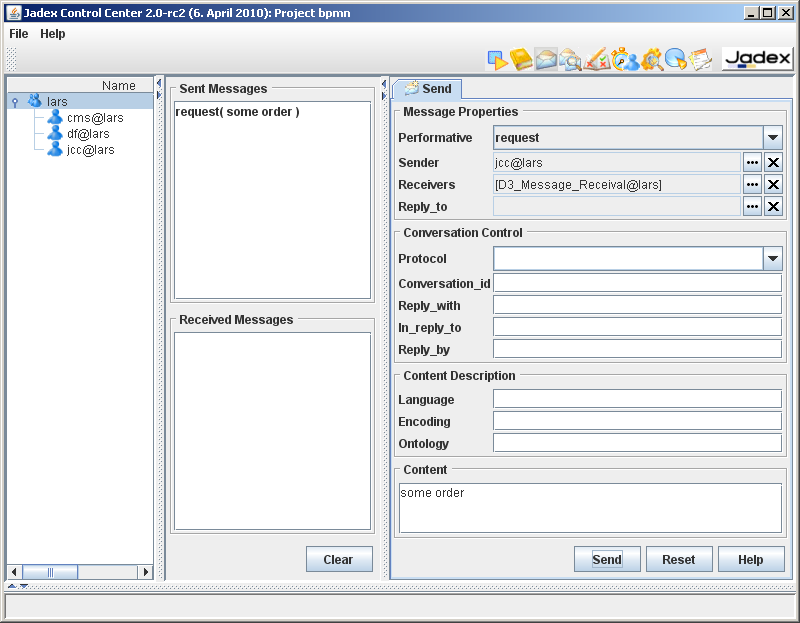 Jadex Control Center 2.0-rc2 (6. April 2010): Project bpmn
File Help
Jadex
Name
lars
cms@lars
df@lars
jcc@lars
Sent Messages
request( some order )
Received Messages
Clear
Send
Message Properties
Performative request
Sender jcc@lars
Receivers [D3_Message_Receival@lars]
Reply_to
Conversation Control
Protocol
Conversation_id
Reply_with
In_reply_to
Reply_by
Content Description
Language
Encoding
Ontology
Content
some order
Send Reset Help